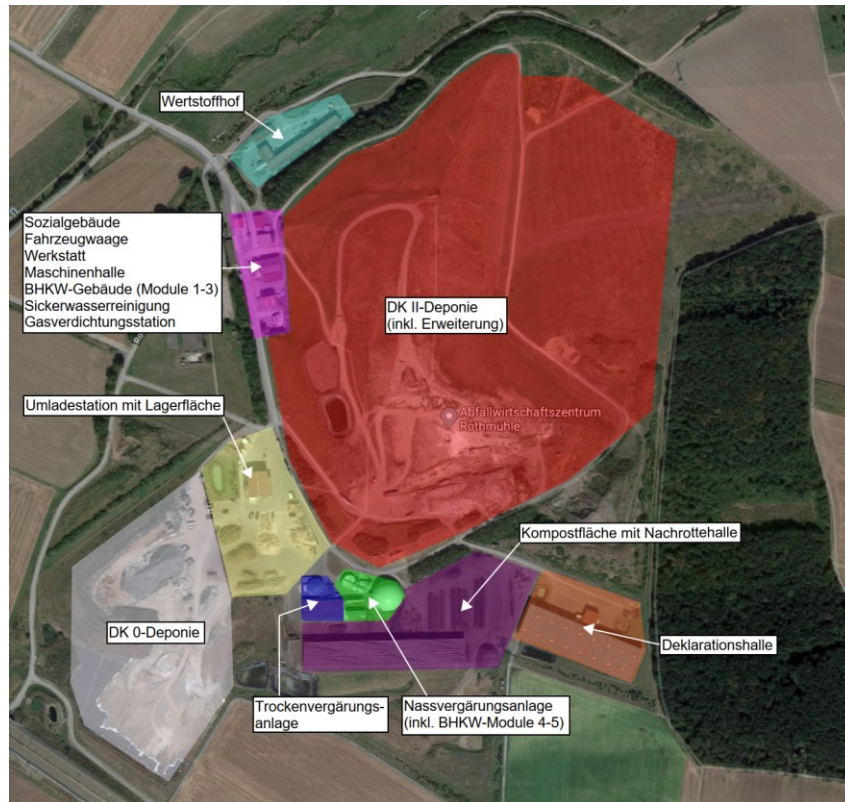 Wertstoffhof
Sozialgebäude
Fahrzeugwaage
Werkstatt
Maschinenhalle
BHKW-Gebäude (Module 1-3)
Sickerwasserreinigung
Gasverdichtungsstation
DK II-Deponie
(inkl. Erweiterung)
Umladestation mit Lagerfläche
Abfallwirtschaftszentrum
Rothmühle
Kompostfläche mit Nachrottehalle
DK 0-Deponie
Deklarationshalle
Trockenvergärungs-
anlage
Nassvergärungsanlage
(inkl. BHKW-Module 4-5)